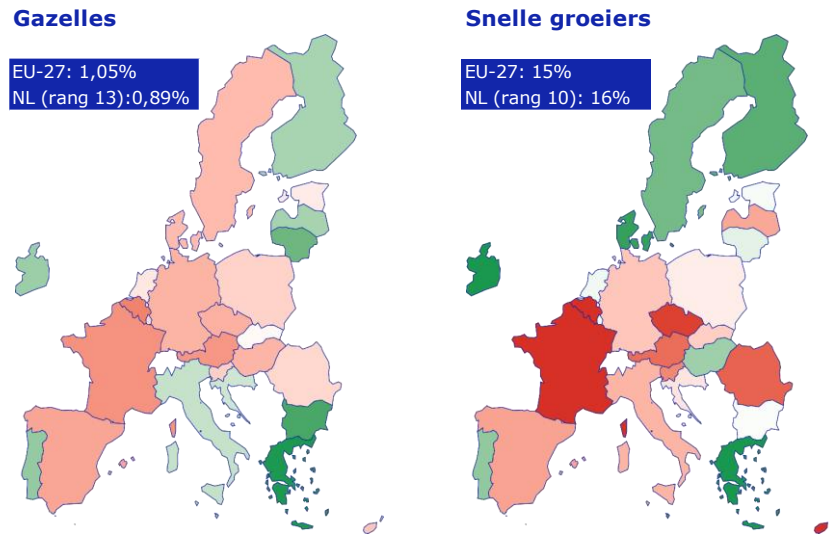 Gazelles
EU-27: 1,05%
NL (rang 13):0,89%
Snelle groeiers
EU-27: 15%
NL (rang 10): 16%